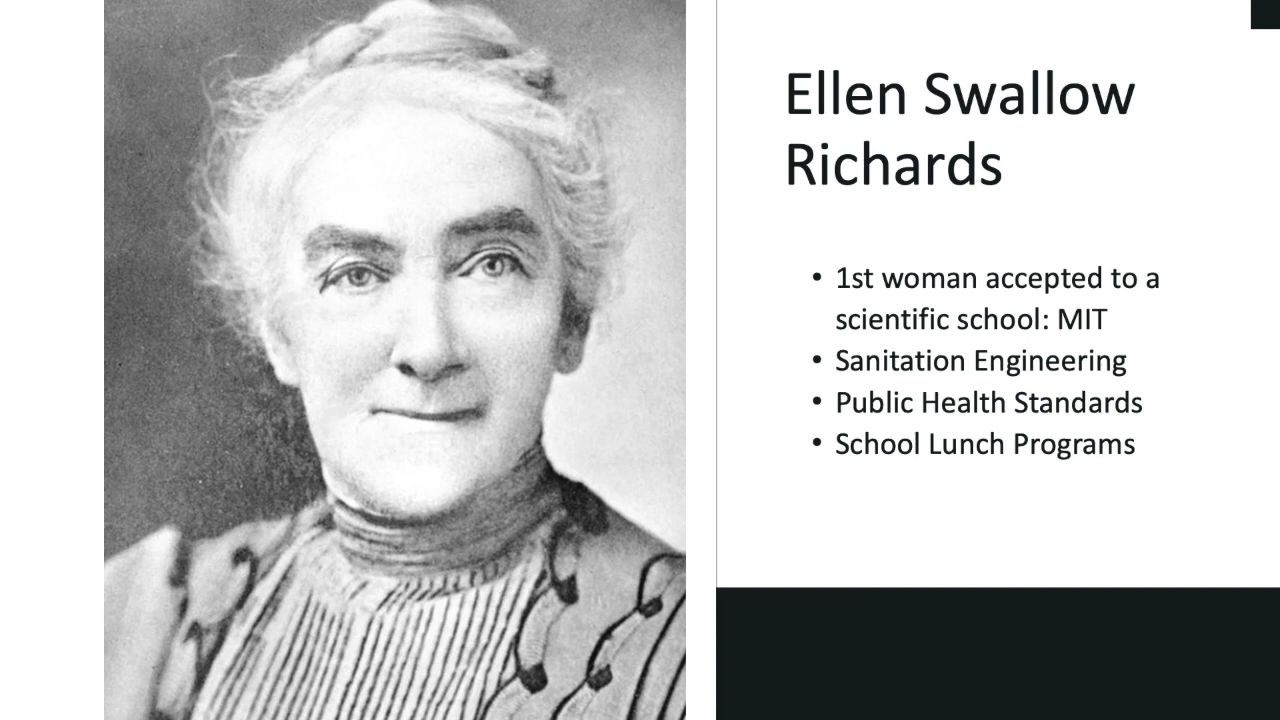 Ellen Swallow
Richards
• 1st woman accepted to a
scientific school: MIT
• Sanitation Engineering
• Public Health Standards
• School Lunch Programs